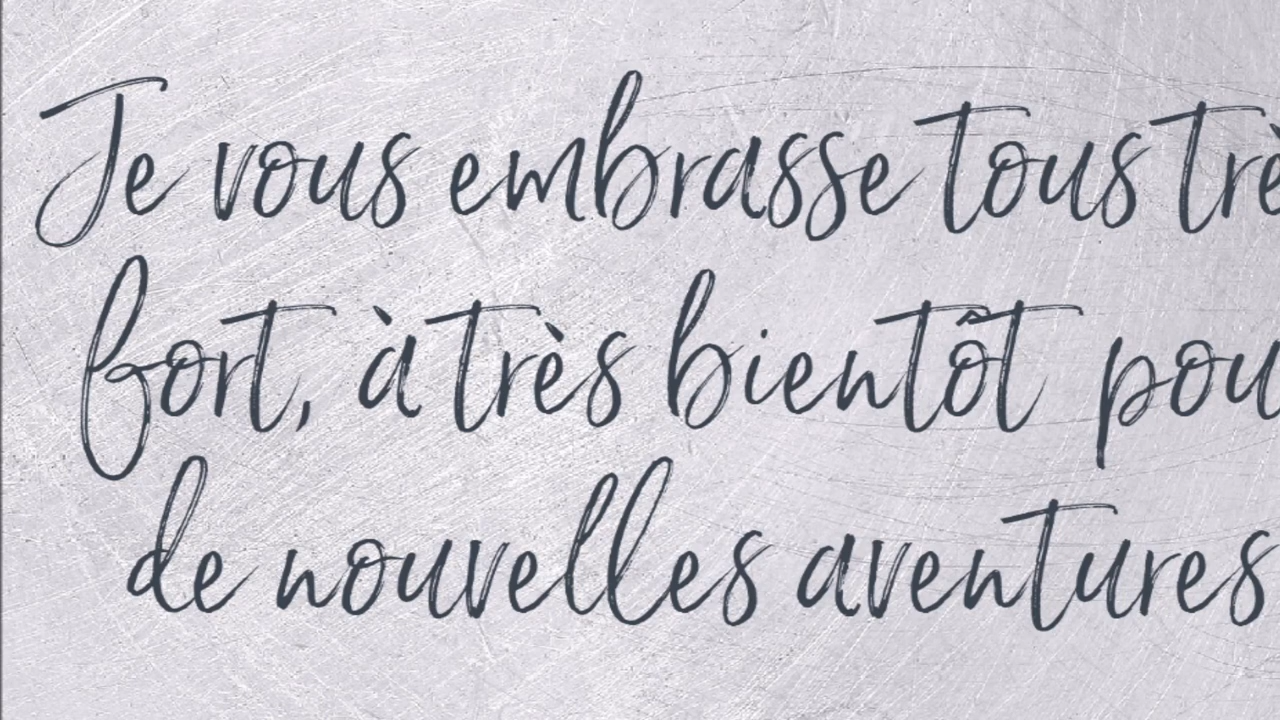 Je vous embrasse tous trè
fort, à très bientôt pou
de nouvelles aventures